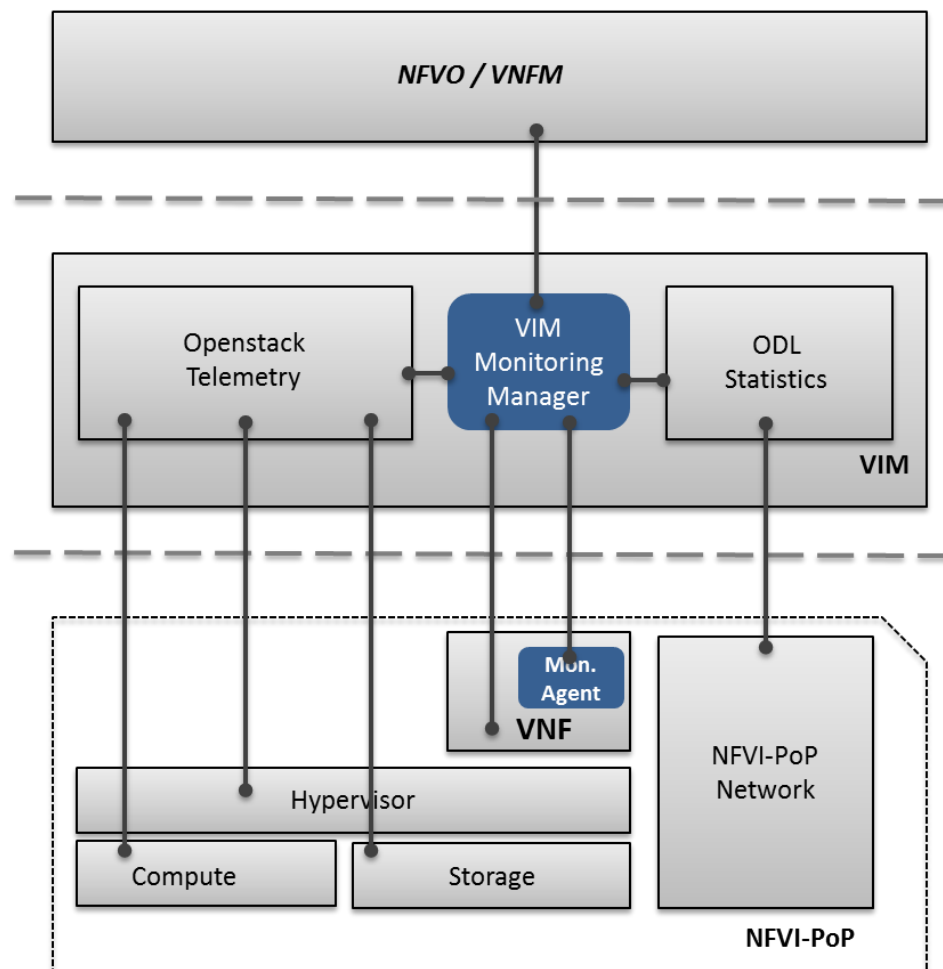 NFVO / VNFM
Openstack
Telemetry
VIM
Monitoring
Manager
ODL
Statistics
VIM
Mon.
Agent
VNF
NFVI-PoP
Network
Hypervisor
Compute
Storage
NFVI-PoP